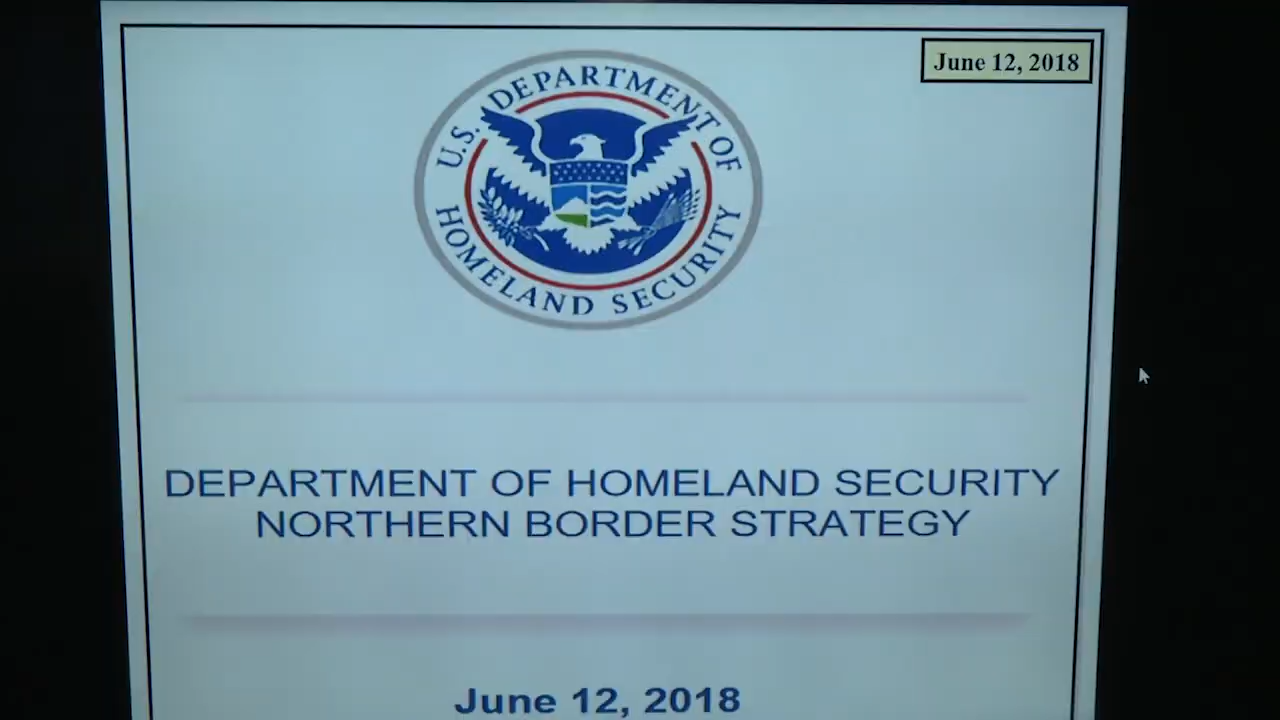 June 12, 2018
U.S. DEPARTMENT OF
HOMELAND SECURITY
DEPARTMENT OF HOMELAND SECURITY
NORTHERN BORDER STRATEGY
June 12, 2018